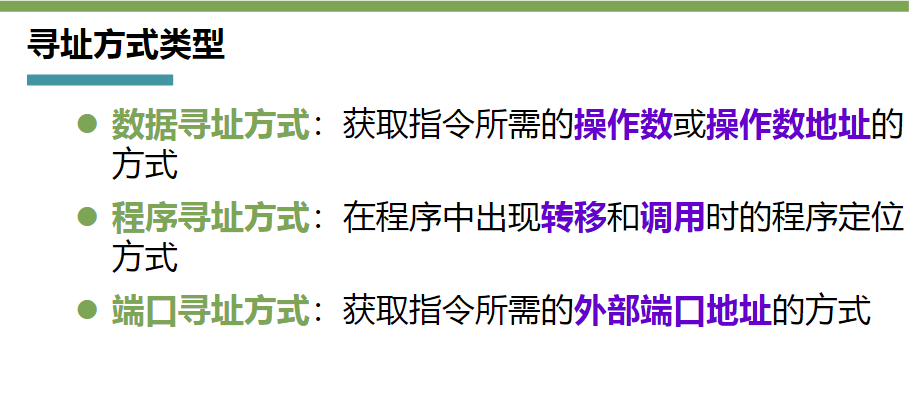 寻址方式类型
数据寻址方式：获取指令所需的操作数或操作数地址的
方式
程序寻址方式：在程序中出现转移和调用时的程序定位
方式
端口寻址方式：获取指令所需的外部端口地址的方式